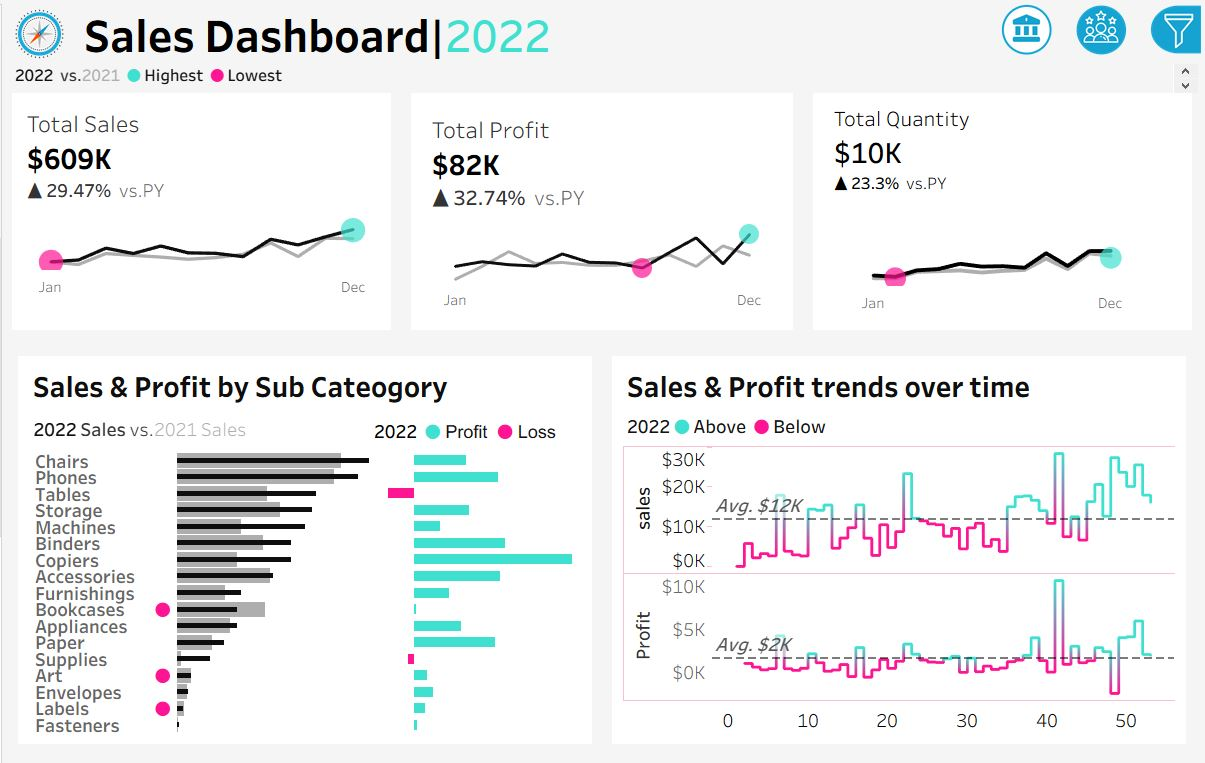 Sales Dashboard|2022
2022 vs.2021 Highest Lowest
Total Sales
$609K
▲ 29.47% vs.PY
Jan Dec
Total Profit
$82K
▲ 32.74% vs.PY
Jan Dec
Total Quantity
$10K
▲ 23.3% vs.PY
Jan Dec
Sales & Profit by Sub Cateogory
2022 Sales vs.2021 Sales
2022 Profit Loss
Chairs
Phones
Tables
Storage
Machines
Binders
Copiers
Accessories
Furnishings
Bookcases
Appliances
Paper
Supplies
Art
Envelopes
Labels
Fasteners
Sales & Profit trends over time
2022 Above Below
sales
$30K
$20K
Avg. $12K
$10K
$0K
Profit
$10K
$5K
Avg. $2K
$0K
0 10 20 30 40 50